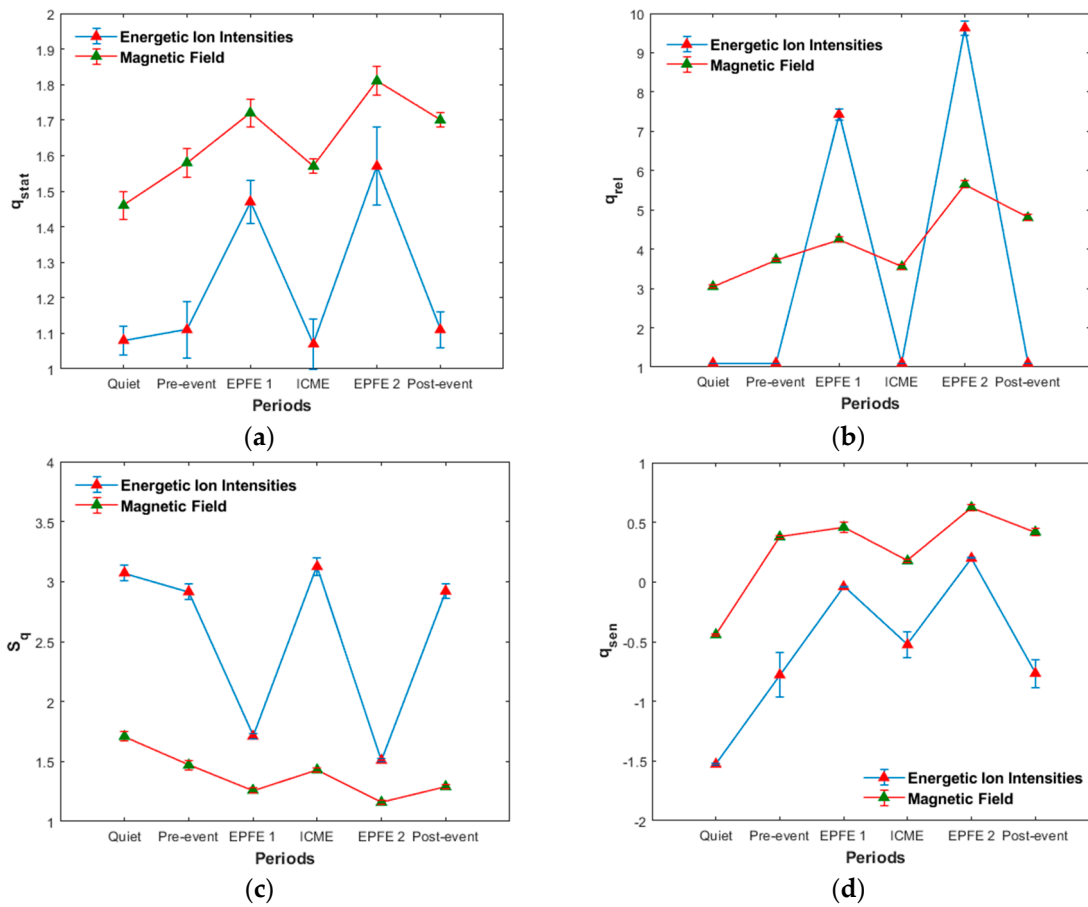 2
1.9
1.8
1.7
1.6
1.5
1.4
1.3
1.2
1.1
1
q_stat
Energetic Ion Intensities
Magnetic Field
Quiet Pre-event EPFE 1 ICME EPFE 2 Post-event
Periods
(a)
10
9
8
7
6
5
4
3
2
1
q_rel
Energetic Ion Intensities
Magnetic Field
Quiet Pre-event EPFE 1 ICME EPFE 2 Post-event
Periods
(b)
4
3.5
3
2.5
2
1.5
1
S_q
Energetic Ion Intensities
Magnetic Field
Quiet Pre-event EPFE 1 ICME EPFE 2 Post-event
Periods
(c)
1
0.5
0
-0.5
-1
-1.5
-2
q_sen
Energetic Ion Intensities
Magnetic Field
Quiet Pre-event EPFE 1 ICME EPFE 2 Post-event
Periods
(d)